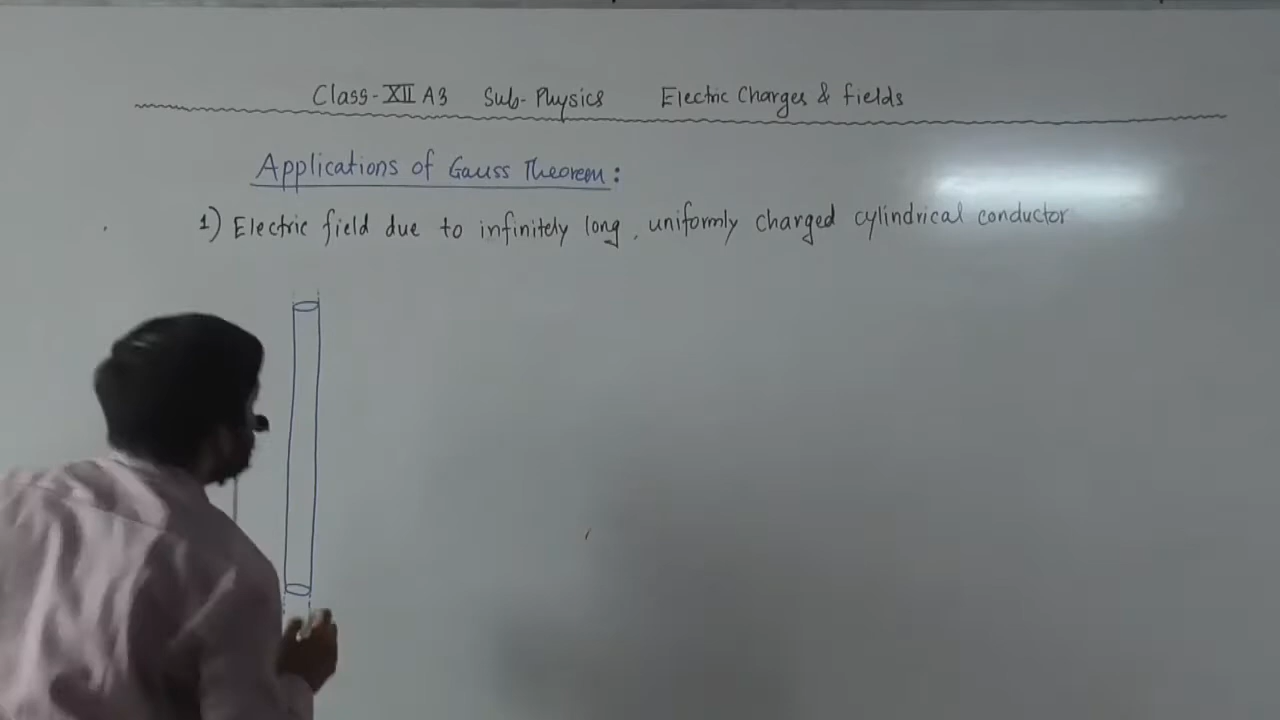 Class-XII A3 Sub-Physics Electric Charges & fields
Applications of Gauss Theorem:
1) Electric field due to infinitely long, uniformly charged cylindrical conductor